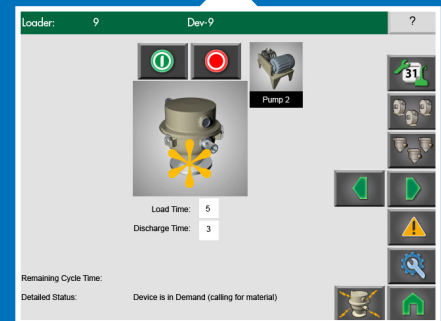 Loader: 9 Dev-9 ?
31
Pump 2
Load Time: 5
Discharge Time: 3
Remaining Cycle Time:
Detailed Status: Device is in Demand (calling for material)